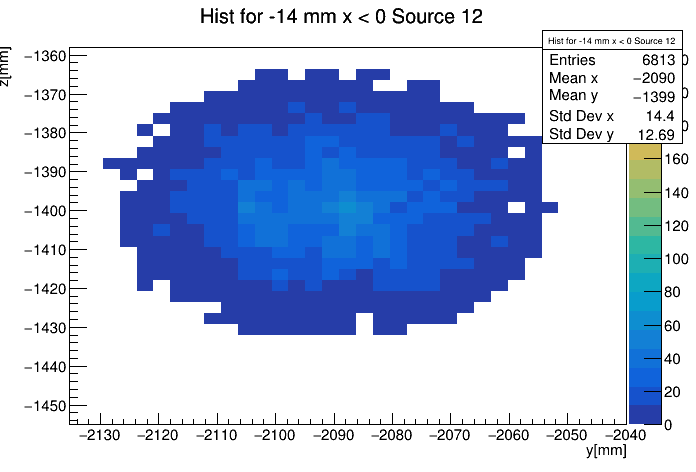 Hist for -14 mm x < 0 Source 12
Hist for -14 mm x < 0 Source 12
Entries 6813
Mean x −2090
Mean y −1399
Std Dev x 14.4
Std Dev y 12.69
z[mm]
−1360
−1370
−1380
−1390
−1400
−1410
−1420
−1430
−1440
−1450
−2130 −2120 −2110 −2100 −2090 −2080 −2070 −2060 −2050 −2040
y[mm]
160
140
120
100
80
60
40
20
0